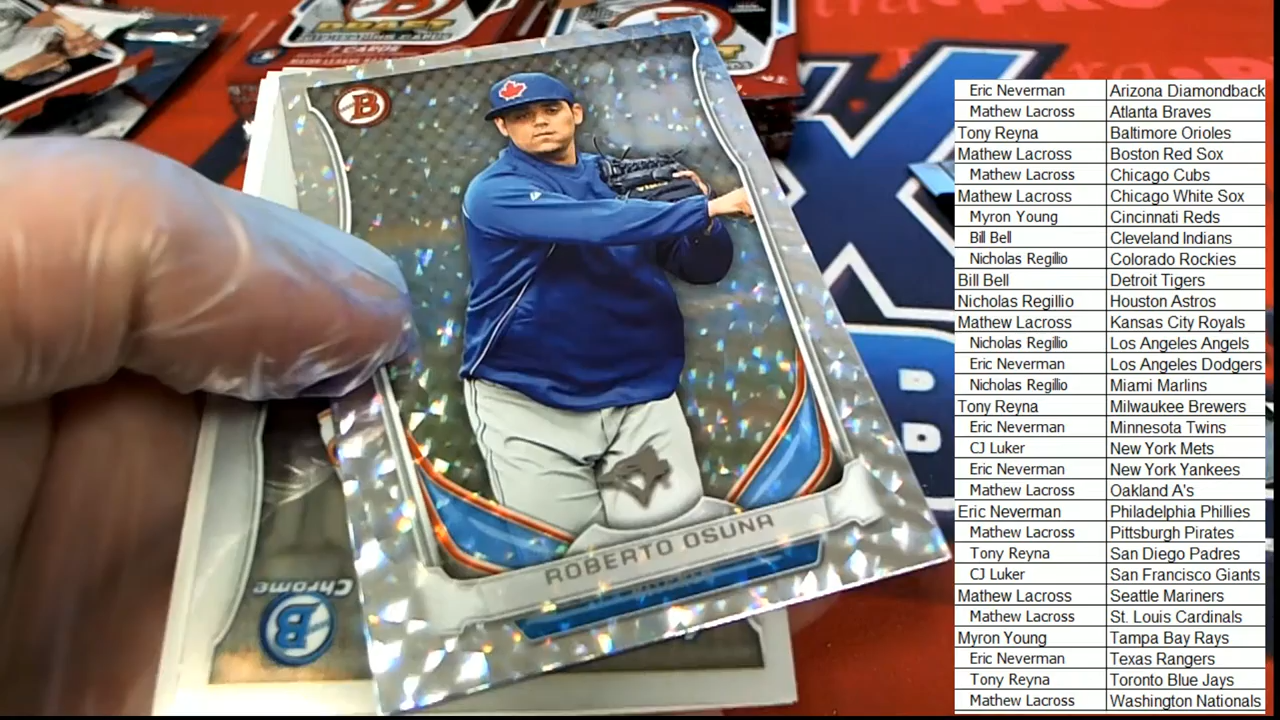 DRAFT
7 CARDS
B
ROBERTO OSUNA
Chrome
B
Eric Neverman Arizona Diamondback
Mathew Lacross Atlanta Braves
Tony Reyna Baltimore Orioles
Mathew Lacross Boston Red Sox
Mathew Lacross Chicago Cubs
Mathew Lacross Chicago White Sox
Myron Young Cincinnati Reds
Bill Bell Cleveland Indians
Nicholas Regillio Colorado Rockies
Bill Bell Detroit Tigers
Nicholas Regillio Houston Astros
Mathew Lacross Kansas City Royals
Nicholas Regillio Los Angeles Angels
Eric Neverman Los Angeles Dodgers
Nicholas Regillio Miami Marlins
Tony Reyna Milwaukee Brewers
Eric Neverman Minnesota Twins
CJ Luker New York Mets
Eric Neverman New York Yankees
Mathew Lacross Oakland A's
Eric Neverman Philadelphia Phillies
Mathew Lacross Pittsburgh Pirates
Tony Reyna San Diego Padres
CJ Luker San Francisco Giants
Mathew Lacross Seattle Mariners
Mathew Lacross St. Louis Cardinals
Myron Young Tampa Bay Rays
Eric Neverman Texas Rangers
Tony Reyna Toronto Blue Jays
Mathew Lacross Washington Nationals